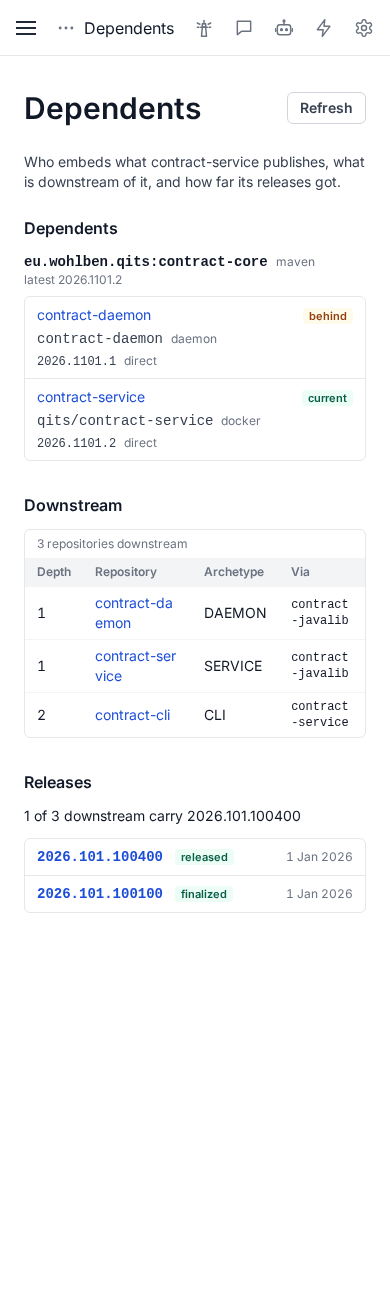 Dependents
Dependents
Refresh
Who embeds what contract-service publishes, what
is downstream of it, and how far its releases got.
Dependents
eu.wohlben.qits:contract-core maven
latest 2026.1101.2
contract-daemon behind
contract-daemon daemon
2026.1101.1 direct
contract-service current
qits/contract-service docker
2026.1101.2 direct
Downstream
3 repositories downstream
Depth Repository Archetype Via
1 contract-da
emon DAEMON contract
-javalib
1 contract-ser
vice SERVICE contract
-javalib
2 contract-cli CLI contract
-service
Releases
1 of 3 downstream carry 2026.101.100400
2026.101.100400 released 1 Jan 2026
2026.101.100100 finalized 1 Jan 2026